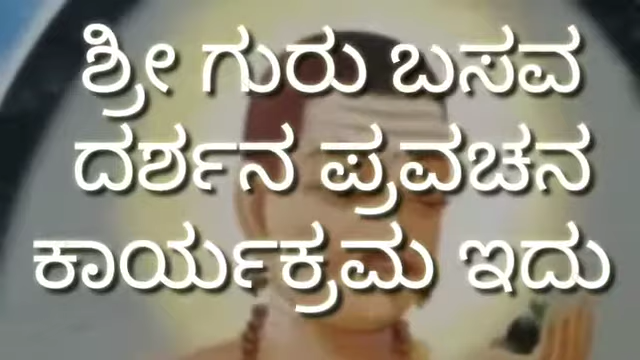 ಶ್ರೀ ಗುರು ಬಸವ
ದರ್ಶನ ಪ್ರವಚನ
ಕಾರ್ಯಕ್ರಮ ಇದು